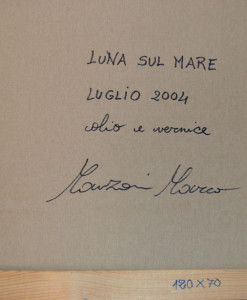 LUNA SUL MARE
LUGLIO 2004
olio e vernice
Manzoni Marco
180 X 70